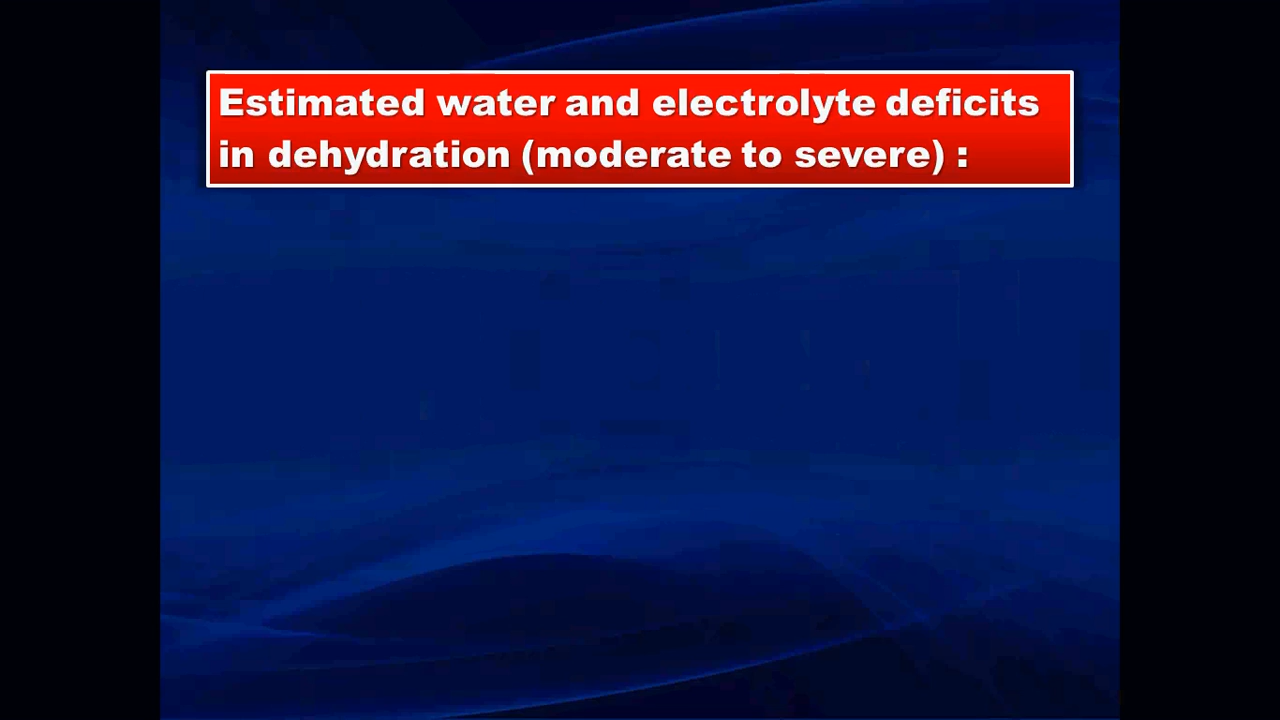 Estimated water and electrolyte deficits
in dehydration (moderate to severe) :